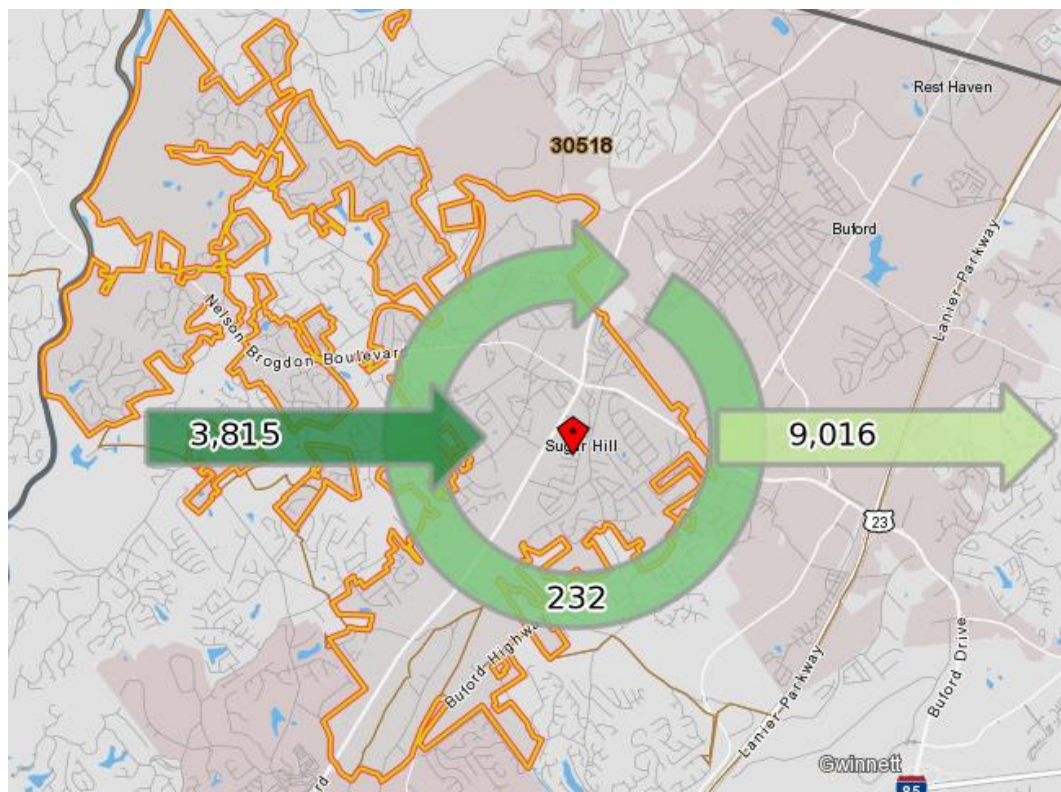 Rest Haven
30518
Buford
Lanier Parkway
Nelson-Brogdon Boulevard
3,815
9,016
Sugar Hill
23
232
Buford-Highwa
Lanier Parkway
Buford Drive
Gwinnett
85